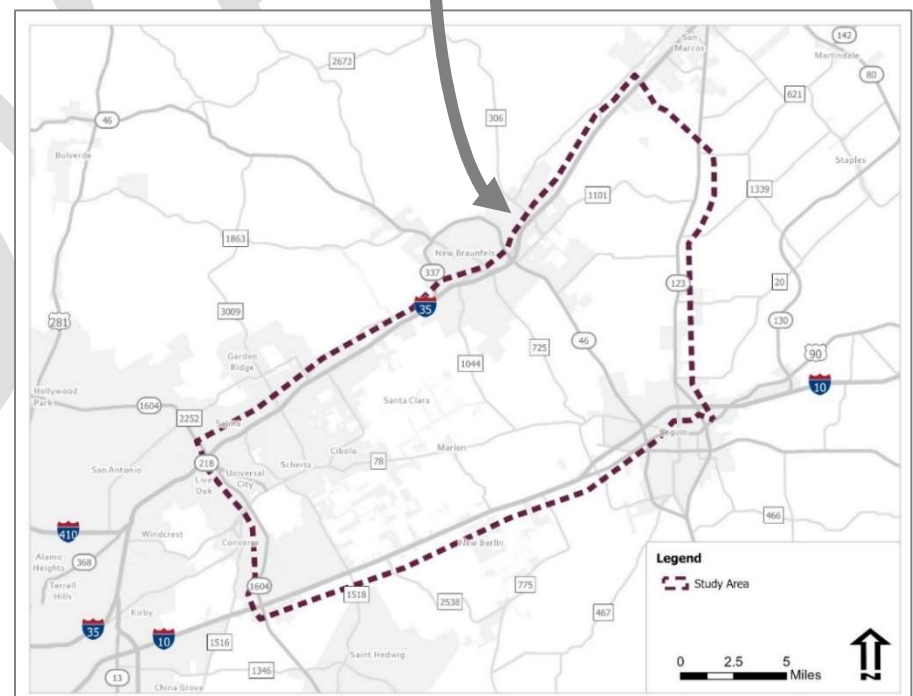 San
Marcos
142
Martindale
2673
80
621
46
306
Bulverde
Staples
1101
1339
1863
New Braunfels
337
123
20
35
3009
281
130
725
46
90
Garden
Ridge
1044
10
Hollywood
Park
1604
Santa Clara
2252
Selma
Seguin
Cibolo
Marion
San Antonio
218
Universal
City
Schertz
78
Live
Oak
466
410
Windcrest
Converse
New Berlin
Alamo
Heights
368
Legend
Study Area
Terrell
Hills
1604
1518
775
2538
Kirby
467
35
10
1516
Saint Hedwig
0 2.5 5
Miles
N
13
1346
China Grove